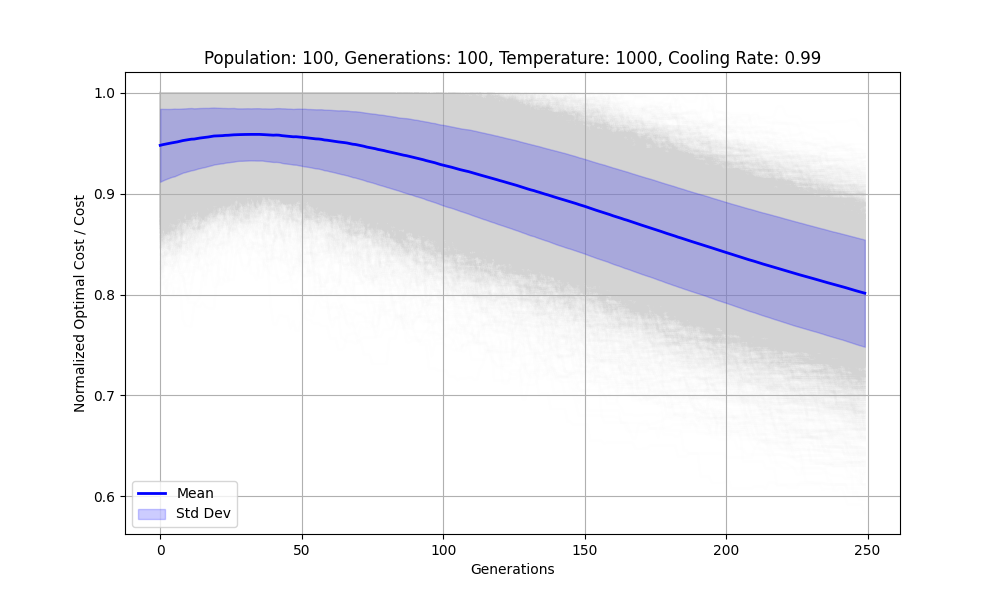 Population: 100, Generations: 100, Temperature: 1000, Cooling Rate: 0.99
Normalized Optimal Cost / Cost
1.0
0.9
0.8
0.7
0.6
Mean
Std Dev
0 50 100 150 200 250
Generations